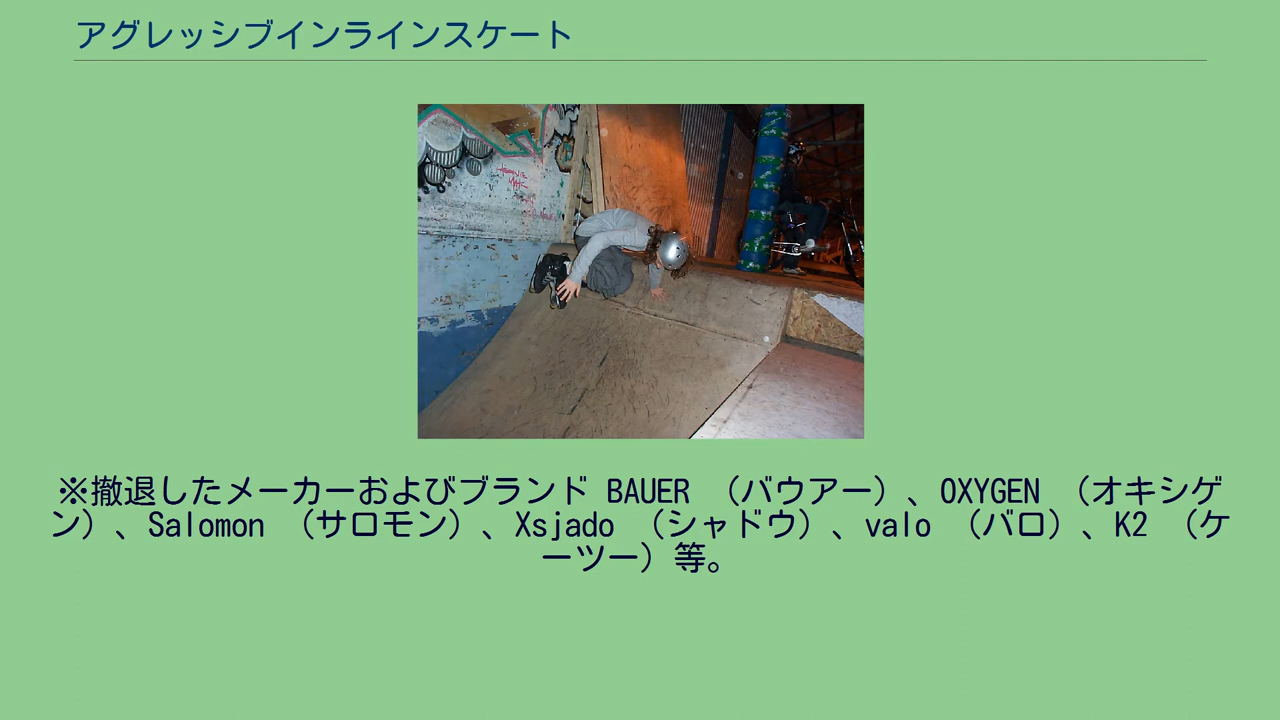 アグレッシブインラインスケート
※撤退したメーカーおよびブランド BAUER （バウアー）、OXYGEN （オキシゲ
ン）、Salomon （サロモン）、Xsjado （シャドウ）、valo （バロ）、K2 （ケ
ーツー）等。